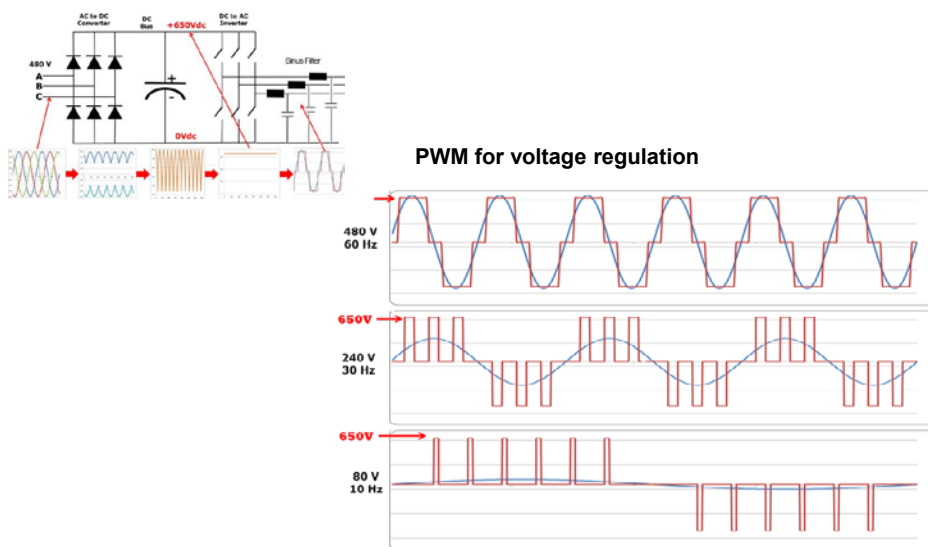 AC to DC
Converter
DC
Bus
+650Vdc
DC to AC
Inverter
480 V
A
B
C
+
-
Sinus Filter
0Vdc
PWM for voltage regulation
480 V
60 Hz
650V
240 V
30 Hz
650V
80 V
10 Hz